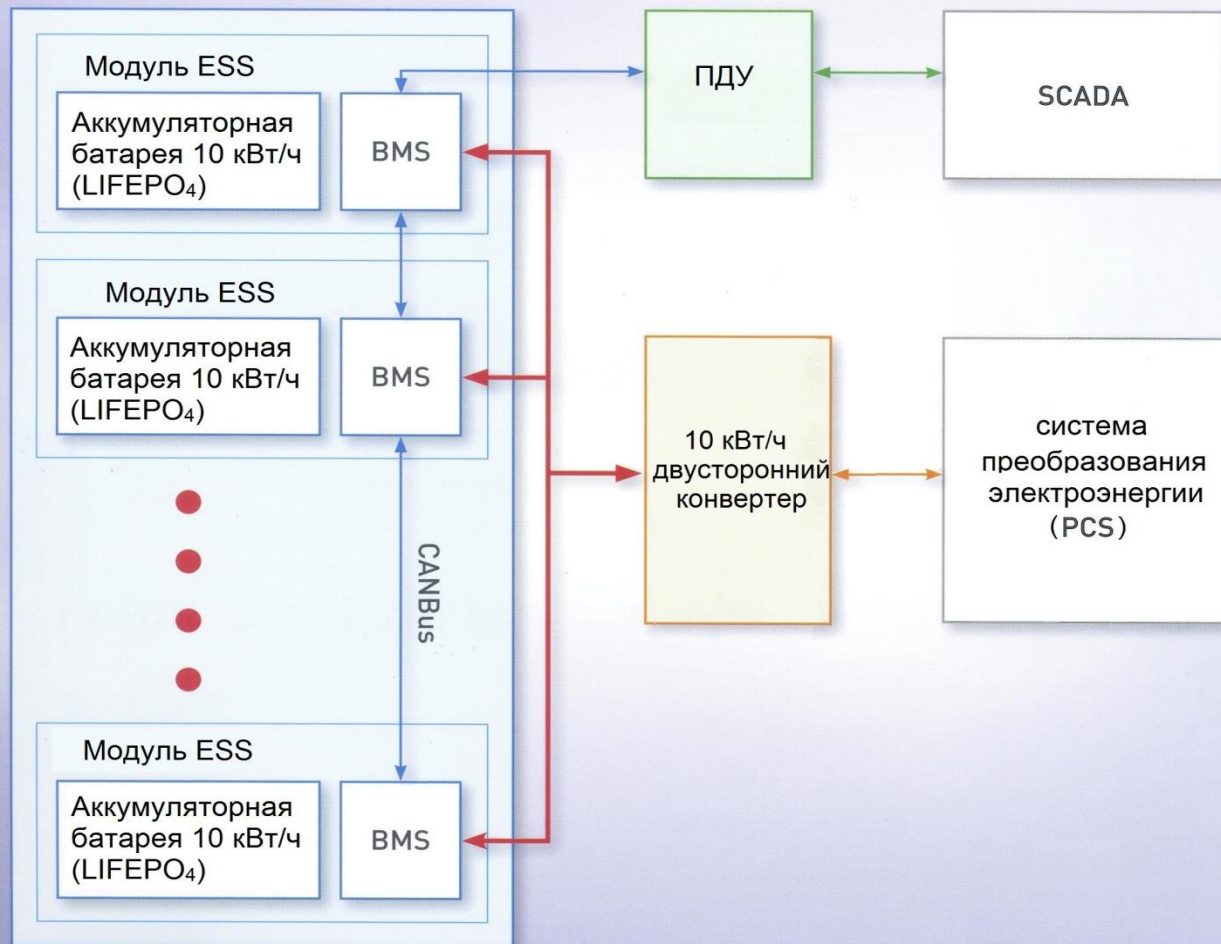 Модуль ESS
Аккумуляторная
батарея 10 кВт/ч
(LIFEPO₄)
BMS
ПДУ
SCADA
Модуль ESS
Аккумуляторная
батарея 10 кВт/ч
(LIFEPO₄)
BMS
10 кВт/ч
двусторонний
конвертер
система
преобразования
электроэнергии
(PCS)
CANBus
Модуль ESS
Аккумуляторная
батарея 10 кВт/ч
(LIFEPO₄)
BMS